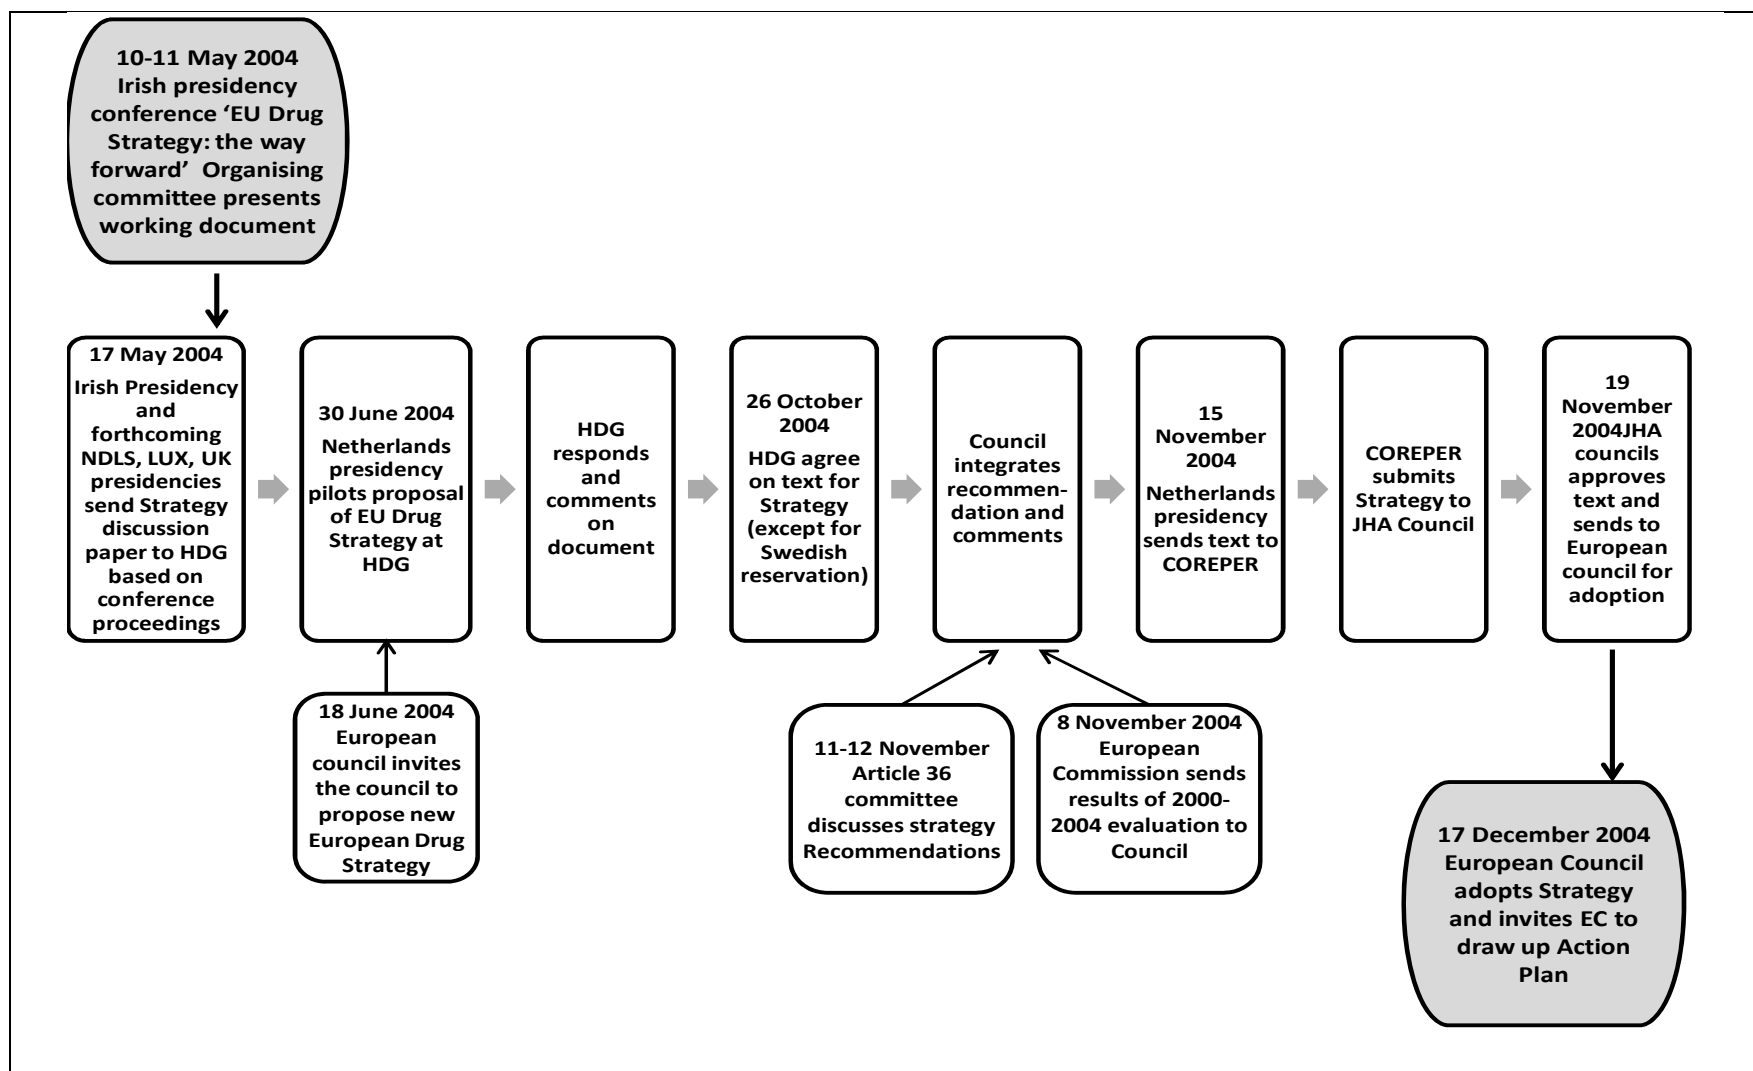 10-11 May 2004
Irish presidency
conference ‘EU Drug
Strategy: the way
forward’ Organising
committee presents
working document
17 May 2004
Irish Presidency
and
forthcoming
NDLS, LUX, UK
presidencies
send Strategy
discussion
paper to HDG
based on
conference
proceedings
30 June 2004
Netherlands
presidency
pilots proposal
of EU Drug
Strategy at
HDG
HDG
responds
and
comments
on
document
26 October
2004
HDG agree
on text for
Strategy
(except for
Swedish
reservation)
Council
integrates
recommen-
dation and
comments
15
November
2004
Netherlands
presidency
sends text to
COREPER
COREPER
submits
Strategy to
JHA Council
19
November
2004JHA
councils
approves
text and
sends to
European
council for
adoption
18 June 2004
European
council invites
the council to
propose new
European Drug
Strategy
11-12 November
Article 36
committee
discusses strategy
Recommendations
8 November 2004
European
Commission sends
results of 2000-
2004 evaluation to
Council
17 December 2004
European Council
adopts Strategy
and invites EC to
draw up Action
Plan